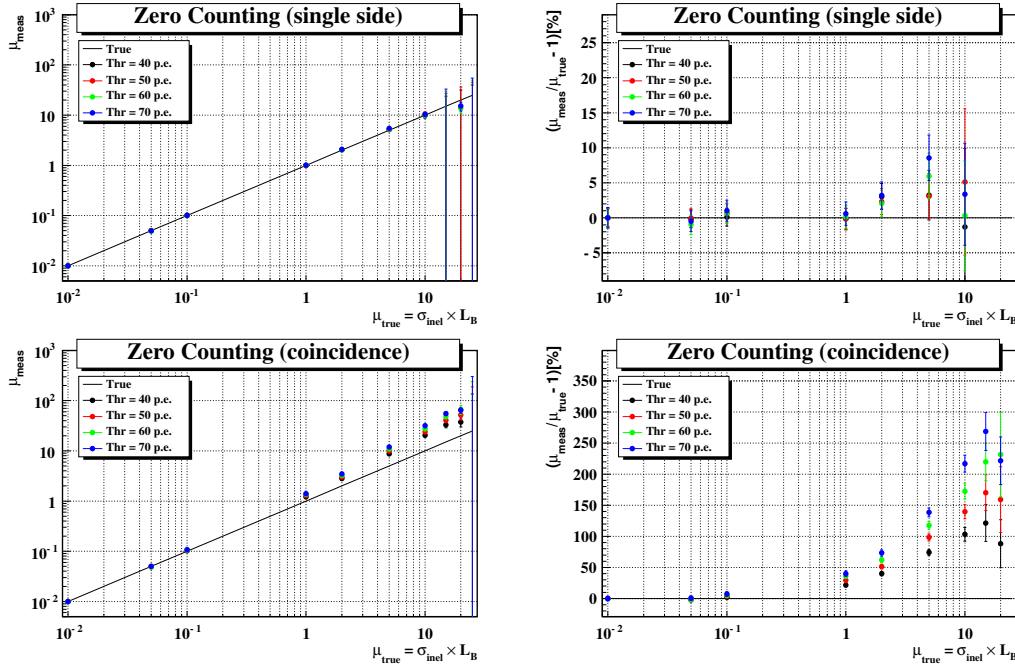 Zero Counting (single side)
μmeas
10³
10²
10
1
10⁻¹
10⁻²
True
Thr = 40 p.e.
Thr = 50 p.e.
Thr = 60 p.e.
Thr = 70 p.e.
10⁻² 10⁻¹ 1 10
μtrue = σinel × LB
Zero Counting (single side)
(μmeas/μtrue - 1)[%]
25
20
15
10
5
0
- 5
True
Thr = 40 p.e.
Thr = 50 p.e.
Thr = 60 p.e.
Thr = 70 p.e.
10⁻² 10⁻¹ 1 10
μtrue = σinel × LB
Zero Counting (coincidence)
μmeas
10³
10²
10
1
10⁻¹
10⁻²
True
Thr = 40 p.e.
Thr = 50 p.e.
Thr = 60 p.e.
Thr = 70 p.e.
10⁻² 10⁻¹ 1 10
μtrue = σinel × LB
Zero Counting (coincidence)
(μmeas/μtrue - 1)[%]
350
300
250
200
150
100
50
0
True
Thr = 40 p.e.
Thr = 50 p.e.
Thr = 60 p.e.
Thr = 70 p.e.
10⁻² 10⁻¹ 1 10
μtrue = σinel × LB